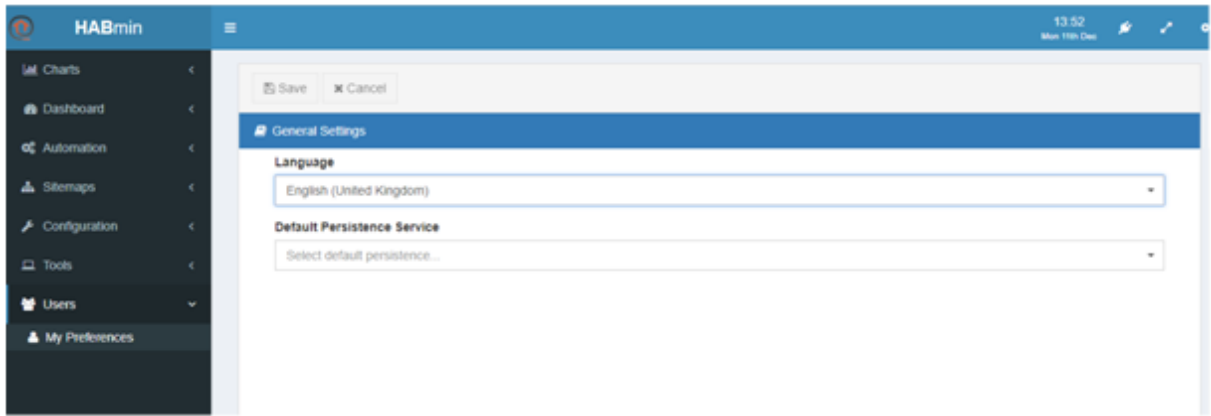 HABmin
13:52
Mon 11th Dec
Charts
Dashboard
Automation
Sitemaps
Configuration
Tools
Users
My Preferences
Save
Cancel
General Settings
Language
English (United Kingdom)
Default Persistence Service
Select default persistence...